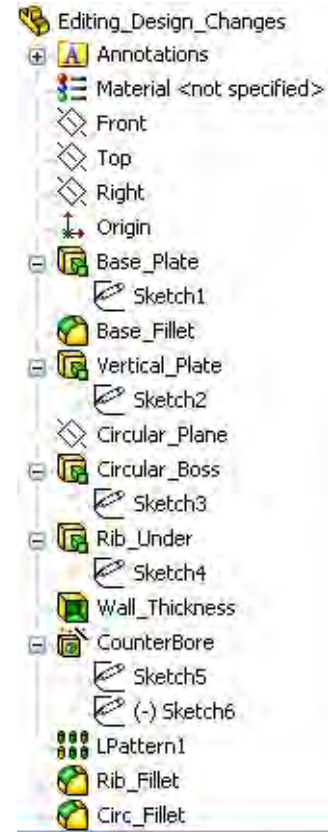 Editing_Design_Changes
Annotations
Material <not specified>
Front
Top
Right
Origin
Base_Plate
Sketch1
Base_Fillet
Vertical_Plate
Sketch2
Circular_Plane
Circular_Boss
Sketch3
Rib_Under
Sketch4
Wall_Thickness
CounterBore
Sketch5
(-) Sketch6
LPattern1
Rib_Fillet
Circ_Fillet